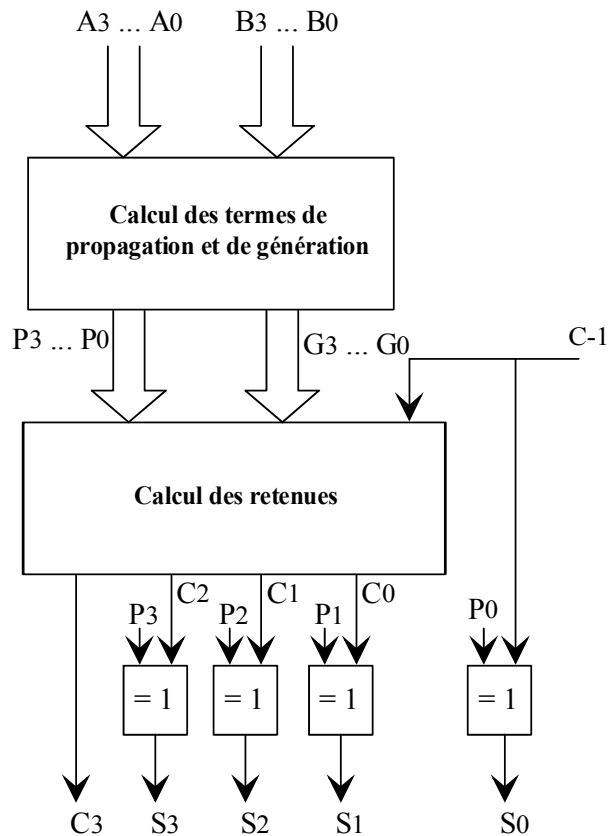 A3 ... A0 B3 ... B0
Calcul des termes de
propagation et de génération
P3 ... P0 G3 ... G0 C-1
Calcul des retenues
C2 C1 C0
P3 P2 P1 P0
= 1 = 1 = 1 = 1
C3 S3 S2 S1 S0